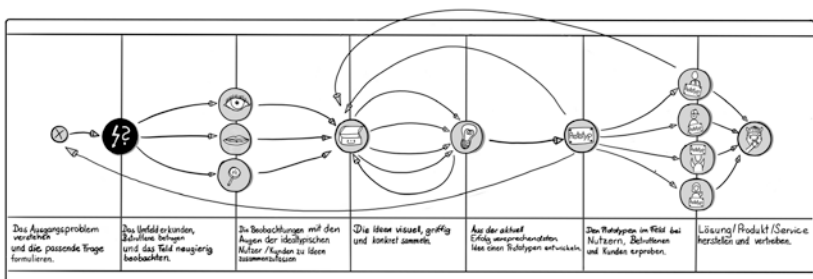 Prototyp
Das Ausgangsproblem
verstehen
und die passende Frage
formulieren.
Das Umfeld erkunden,
Betroffene befragen
und das Feld neugierig
beobachten.
Die Beobachtungen mit den
Augen der idealtypischen
Nutzer/Kunden zu Ideen
zusammenfassen
Die Ideen visuell, griffig
und konkret sammeln.
Aus der aktuell
Erfolg versprechendsten
Idee einen Prototypen entwickeln.
Den Prototypen im Feld bei
Nutzern, Betroffenen
und Kunden erproben.
Lösung/Produkt/Service
herstellen und vertreiben.